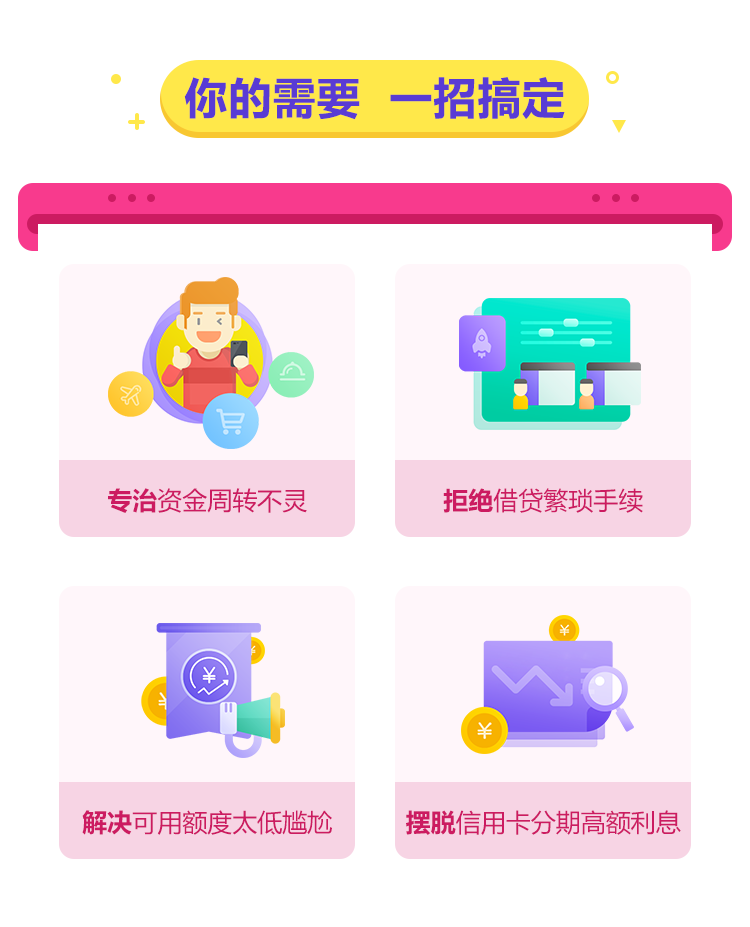 你的需要 一招搞定
专治资金周转不灵
拒绝借贷繁琐手续
解决可用额度太低尴尬
摆脱信用卡分期高额利息